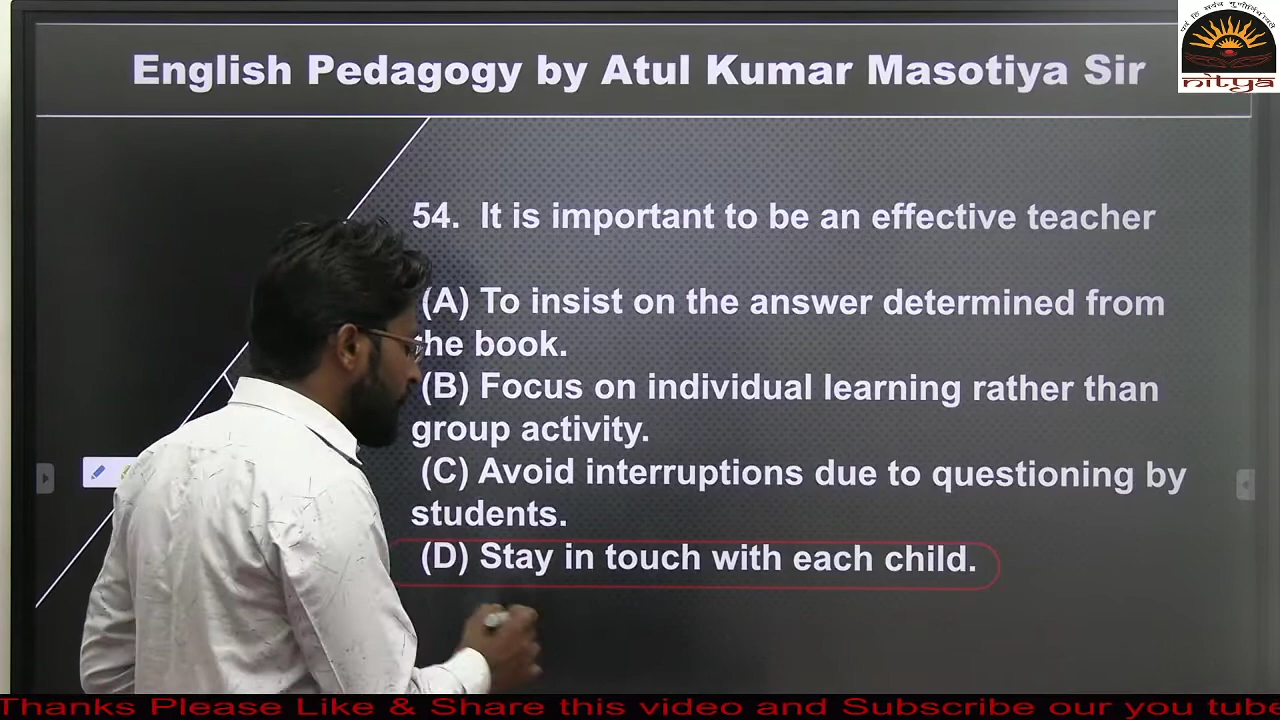 English Pedagogy by Atul Kumar Masotiya Sir
nitya
54. It is important to be an effective teacher
(A) To insist on the answer determined from
the book.
(B) Focus on individual learning rather than
group activity.
(C) Avoid interruptions due to questioning by
students.
(D) Stay in touch with each child.
Thanks Please Like & Share this video and Subscribe our you tube